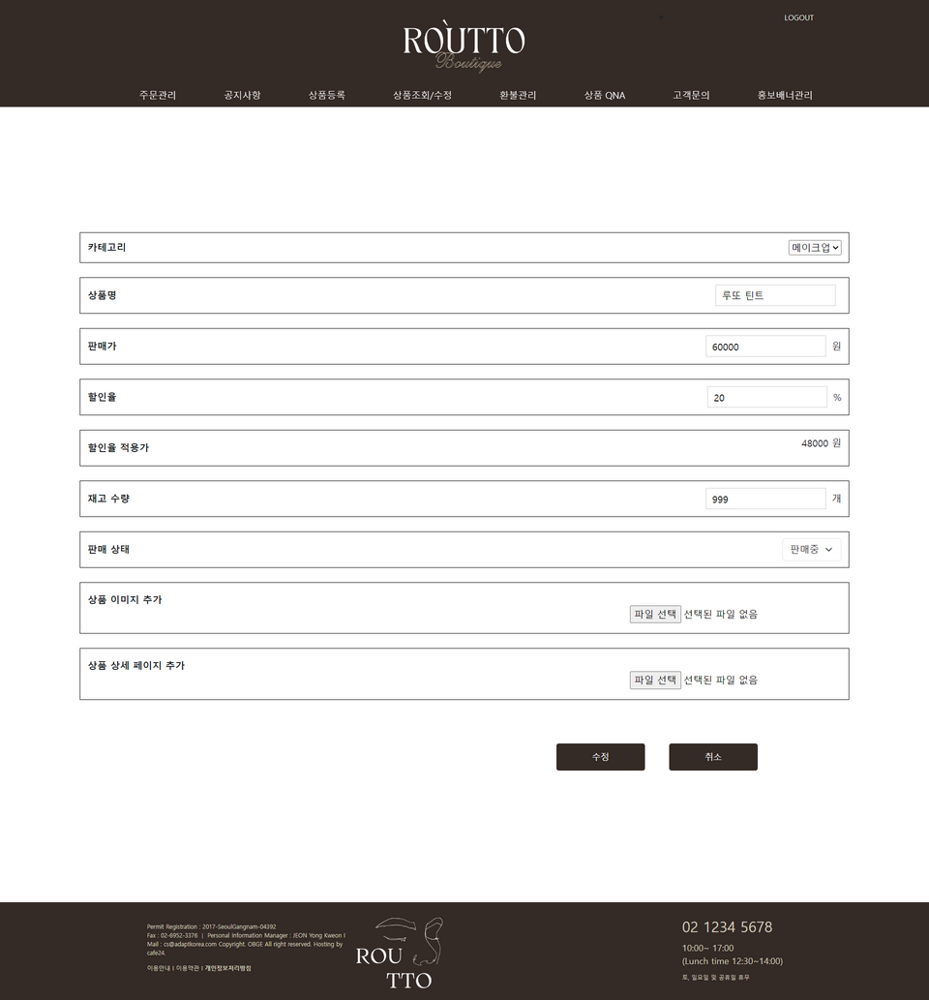 LOGOUT
ROÙTTO
Boutique
주문관리 공지사항 상품등록 상품조회/수정 환불관리 상품 QNA 고객문의 홍보배너관리
카테고리 메이크업
상품명 루또 틴트
판매가 60000 원
할인율 20 %
할인율 적용가 48000 원
재고 수량 999 개
판매 상태 판매중
상품 이미지 추가
파일 선택 선택된 파일 없음
상품 상세 페이지 추가
파일 선택 선택된 파일 없음
수정 취소
Permit Registration : 2017-SeoulGangnam-04392
Fax : 02-6952-3376 | Personal Information Manager : JEON Yong Kweon I
Mail : cs@adaptkorea.com Copyright. OBGE All right reserved. Hosting by
cafe24.
이용안내 I 이용약관 I 개인정보처리방침
ROU
TTO
02 1234 5678
10:00~ 17:00
(Lunch time 12:30~14:00)
토, 일요일 및 공휴일 휴무